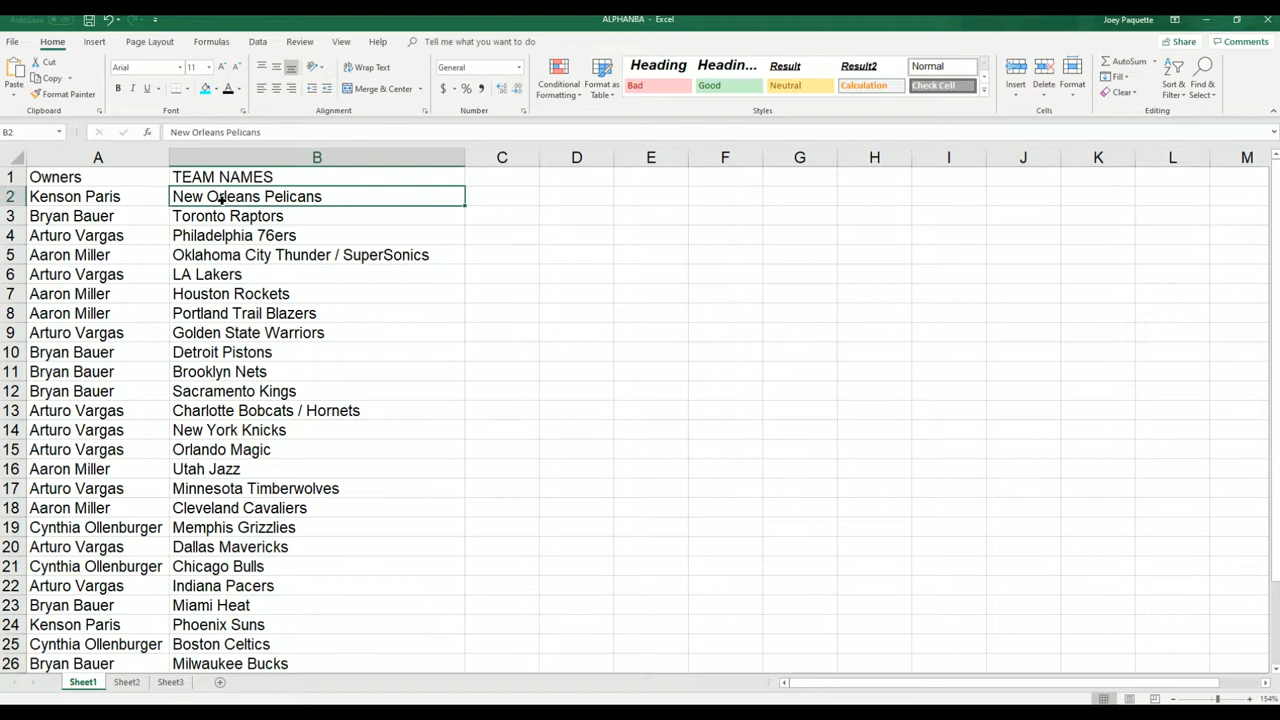 AutoSave Off ALPHANBA - Excel Joey Paquette
File Home Insert Page Layout Formulas Data Review View Help Tell me what you want to do Share Comments
Cut
Copy
Format Painter
Paste
Clipboard
Arial 11
B I U
Font
Wrap Text
Merge & Center
Alignment
General
$ % ,
Number
Conditional Formatting
Format as Table
Heading Headin... Result Result2 Normal
Bad Good Neutral Calculation Check Cell
Styles
Insert Delete Format
Cells
AutoSum
Fill
Clear
Sort & Filter
Find & Select
Editing
B2 fx New Orleans Pelicans
A B C D E F G H I J K L M
1 Owners TEAM NAMES
2 Kenson Paris New Orleans Pelicans
3 Bryan Bauer Toronto Raptors
4 Arturo Vargas Philadelphia 76ers
5 Aaron Miller Oklahoma City Thunder / SuperSonics
6 Arturo Vargas LA Lakers
7 Aaron Miller Houston Rockets
8 Aaron Miller Portland Trail Blazers
9 Arturo Vargas Golden State Warriors
10 Bryan Bauer Detroit Pistons
11 Bryan Bauer Brooklyn Nets
12 Bryan Bauer Sacramento Kings
13 Arturo Vargas Charlotte Bobcats / Hornets
14 Arturo Vargas New York Knicks
15 Arturo Vargas Orlando Magic
16 Aaron Miller Utah Jazz
17 Arturo Vargas Minnesota Timberwolves
18 Aaron Miller Cleveland Cavaliers
19 Cynthia Ollenburger Memphis Grizzlies
20 Arturo Vargas Dallas Mavericks
21 Cynthia Ollenburger Chicago Bulls
22 Arturo Vargas Indiana Pacers
23 Bryan Bauer Miami Heat
24 Kenson Paris Phoenix Suns
25 Cynthia Ollenburger Boston Celtics
26 Bryan Bauer Milwaukee Bucks
Sheet1 Sheet2 Sheet3
154%